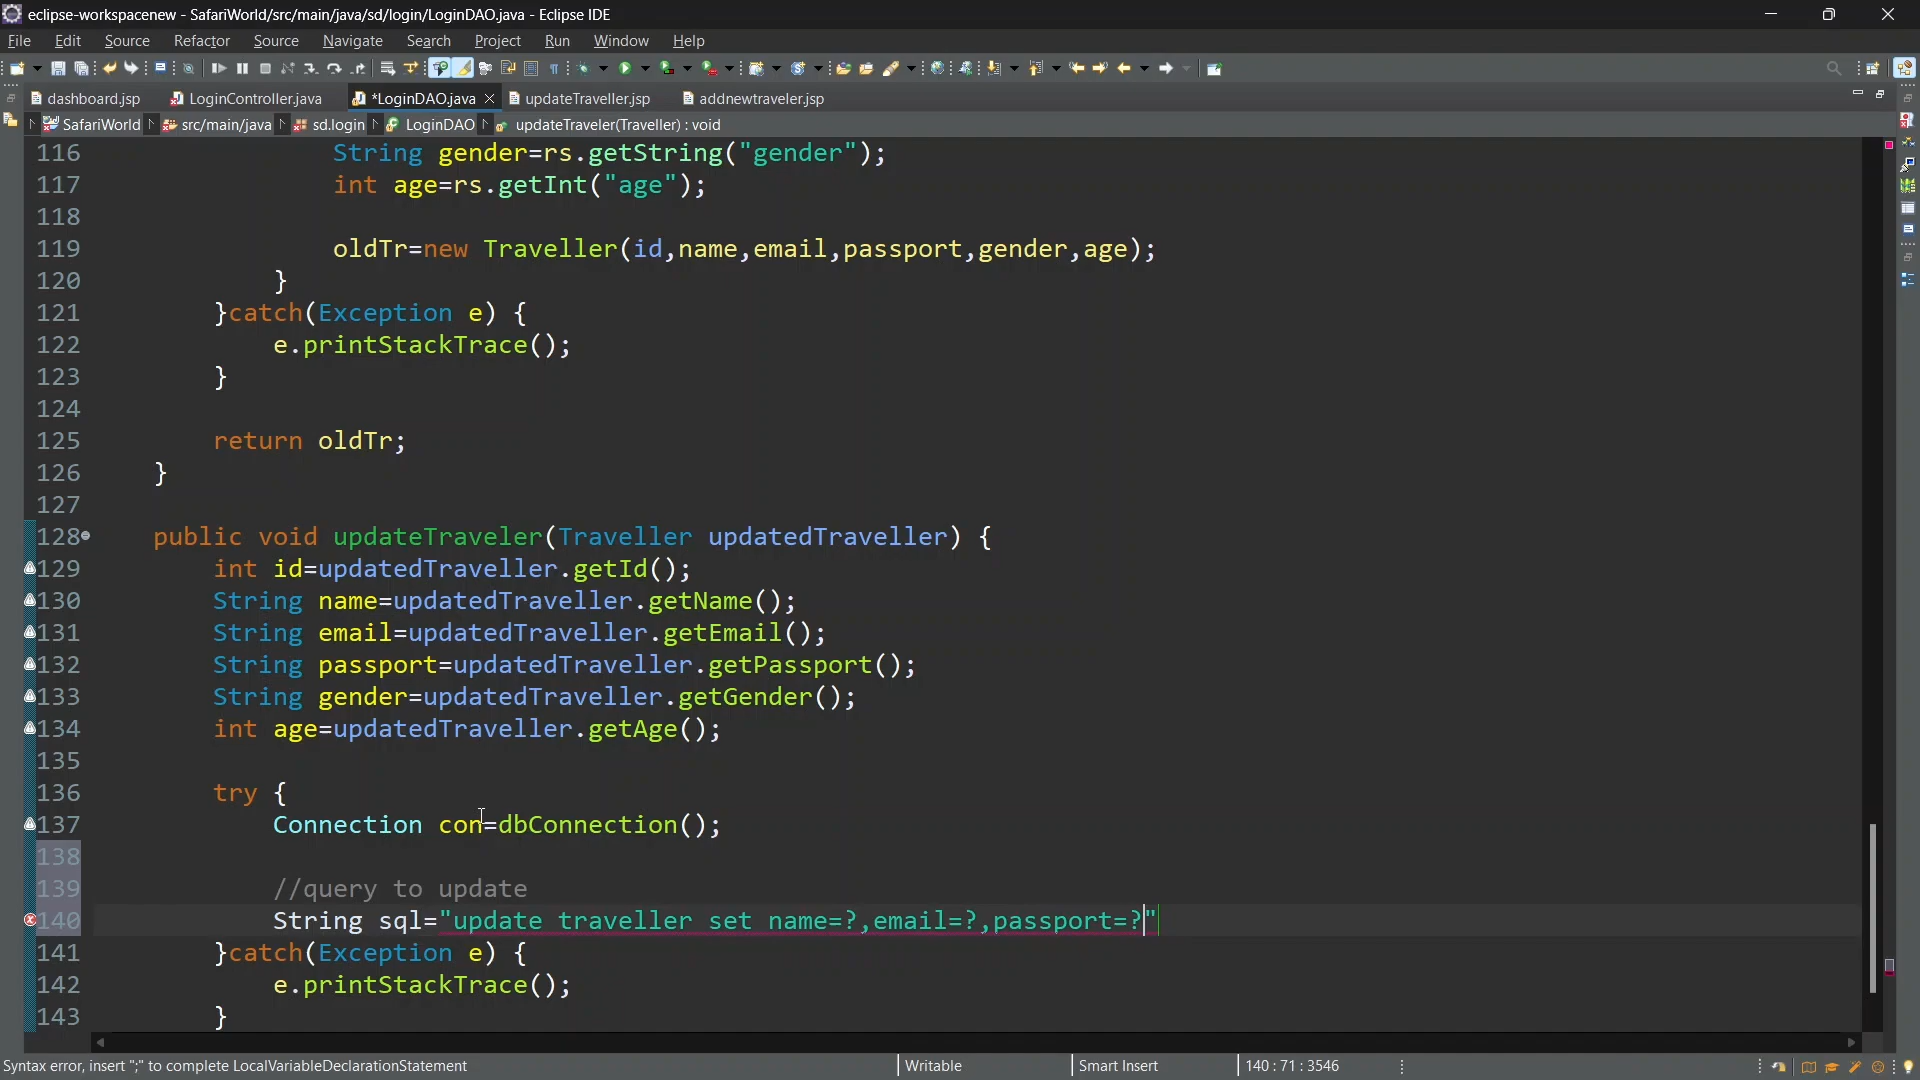 eclipse-workspacenew - SafariWorld/src/main/java/sd/login/LoginDAO.java - Eclipse IDE
File Edit Source Refactor Source Navigate Search Project Run Window Help
dashboard.jsp LoginController.java *LoginDAO.java updateTraveller.jsp addnewtraveler.jsp
SafariWorld src/main/java sd.login LoginDAO updateTraveler(Traveller) : void
116 String gender=rs.getString("gender");
117 int age=rs.getInt("age");
118
119 oldTr=new Traveller(id,name,email,passport,gender,age);
120 }
121 }catch(Exception e) {
122 e.printStackTrace();
123 }
124
125 return oldTr;
126 }
127
128 public void updateTraveler(Traveller updatedTraveller) {
129 int id=updatedTraveller.getId();
130 String name=updatedTraveller.getName();
131 String email=updatedTraveller.getEmail();
132 String passport=updatedTraveller.getPassport();
133 String gender=updatedTraveller.getGender();
134 int age=updatedTraveller.getAge();
135
136 try {
137 Connection con=dbConnection();
138
139 //query to update
140 String sql="update traveller set name=?,email=?,passport=?"
141 }catch(Exception e) {
142 e.printStackTrace();
143 }
Syntax error, insert ";" to complete LocalVariableDeclarationStatement Writable Smart Insert 140 : 71 : 3546